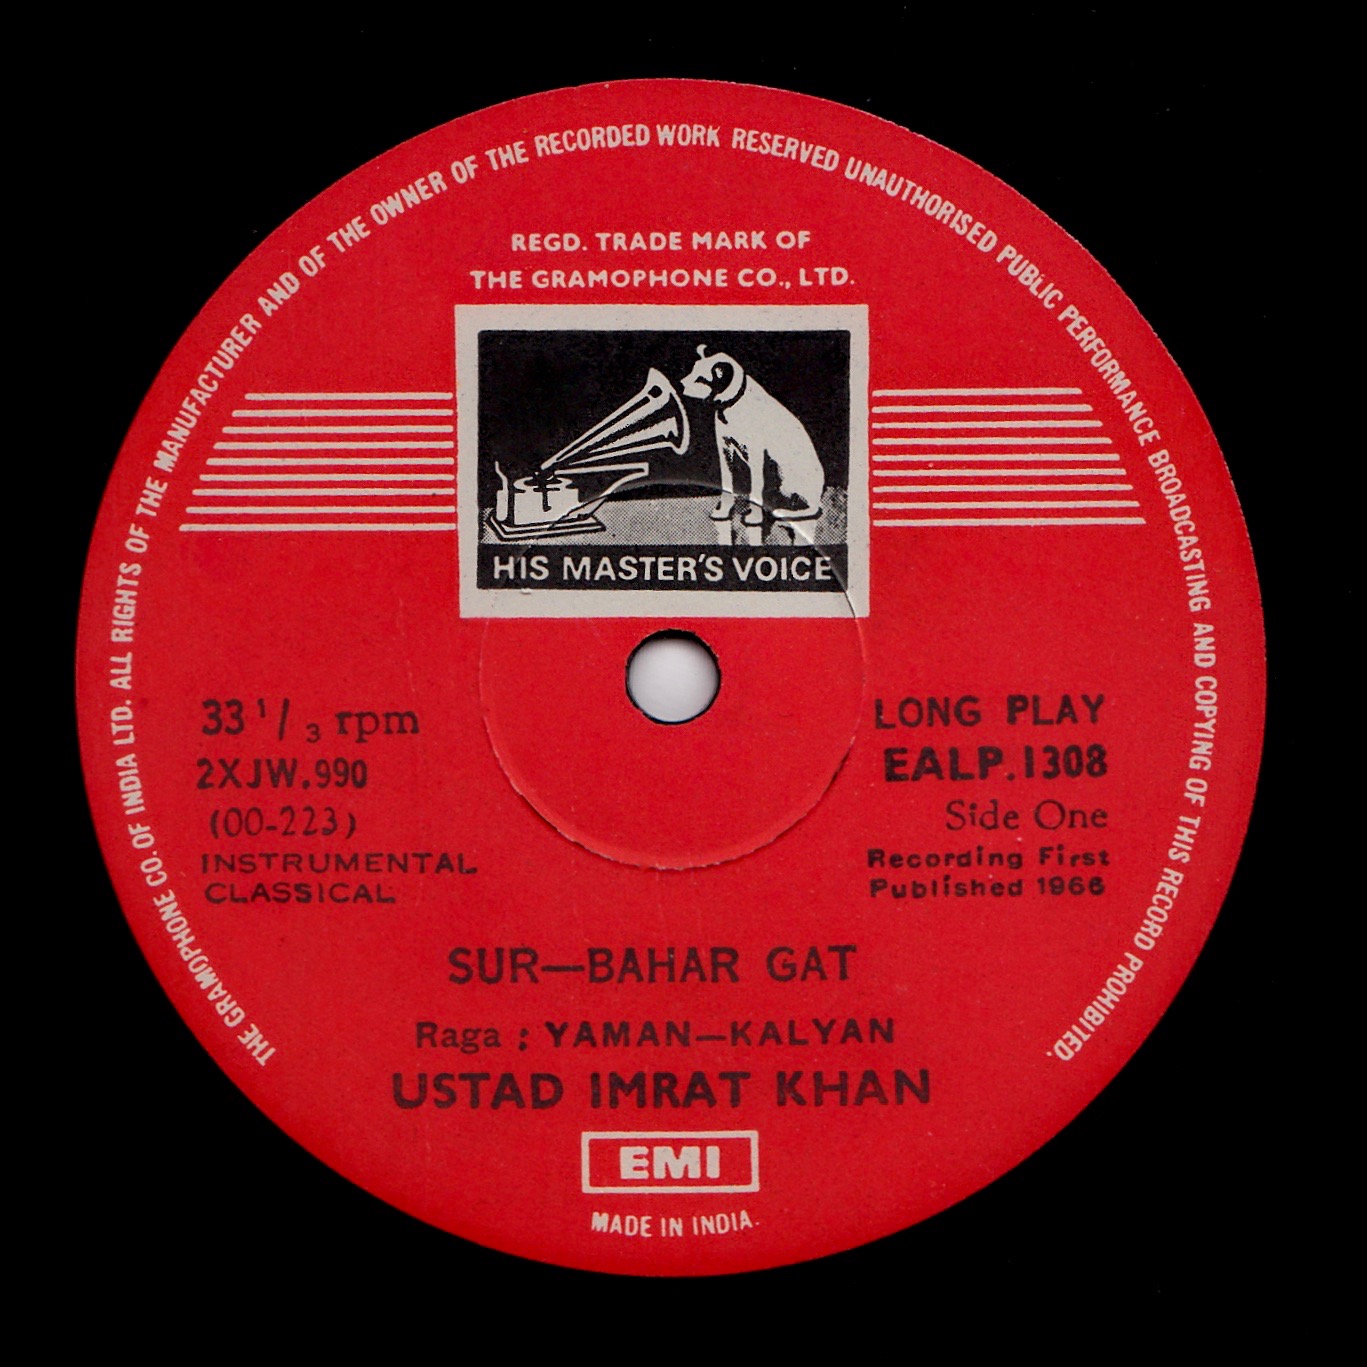 THE GRAMOPHONE CO. OF INDIA LTD. ALL RIGHTS OF THE MANUFACTURER AND OF THE OWNER OF THE RECORDED WORK RESERVED UNAUTHORISED PUBLIC PERFORMANCE BROADCASTING AND COPYING OF THIS RECORD PROHIBITED.
REGD. TRADE MARK OF
THE GRAMOPHONE CO., LTD.
HIS MASTER'S VOICE
33 1/3 rpm
2XJW.990
(00-223)
INSTRUMENTAL
CLASSICAL
LONG PLAY
EALP.1308
Side One
Recording First
Published 1966
SUR—BAHAR GAT
Raga : YAMAN—KALYAN
USTAD IMRAT KHAN
EMI
MADE IN INDIA.